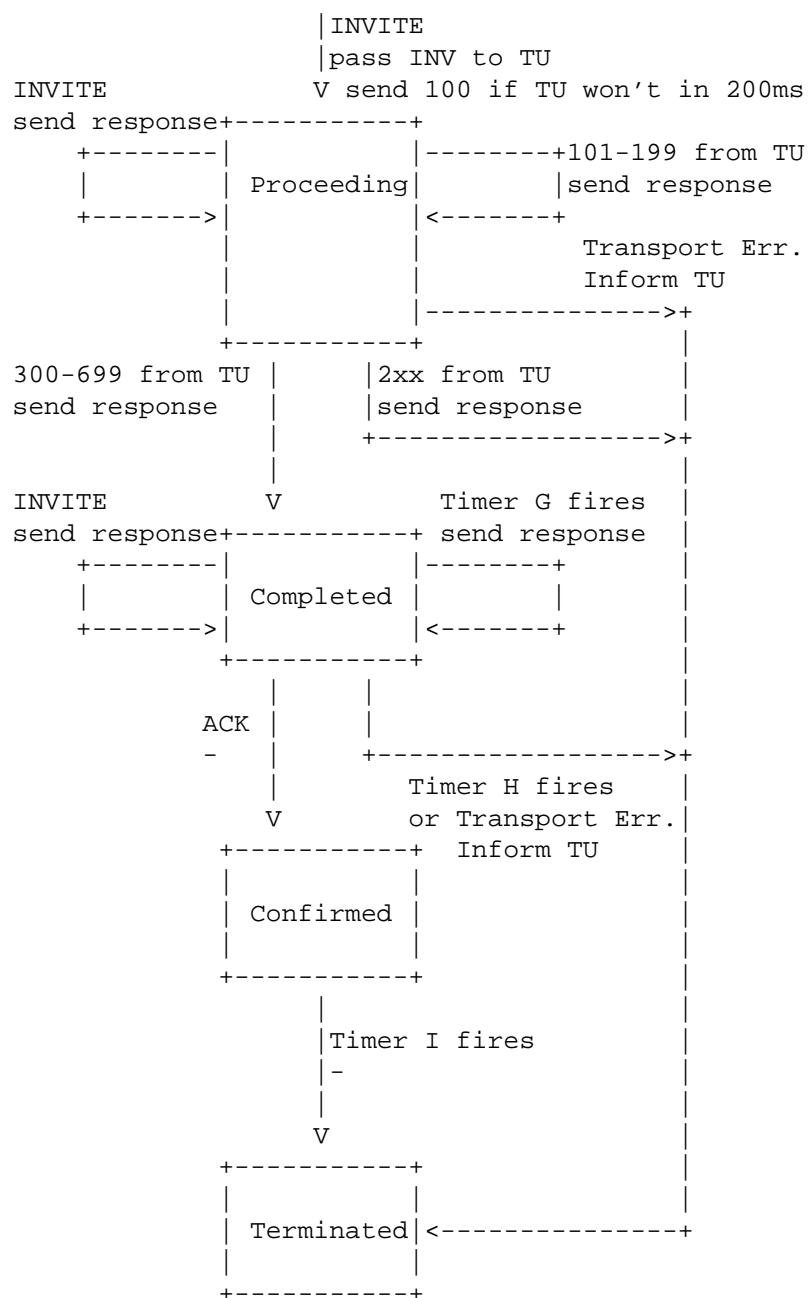 |INVITE
|pass INV to TU
INVITE             V send 100 if TU won't in 200ms
send response+-----------+
    +--------|           |--------+101-199 from TU
    |        | Proceeding|        |send response
    +------->|           |<-------+
             |           |          Transport Err.
             |           |          Inform TU
             |           |--------------->+
             +-----------+                |
300-699 from TU |     |2xx from TU        |
send response   |     |send response      |
                |     +------------------>+
                |                         |
INVITE          V          Timer G fires  |
send response+-----------+ send response  |
    +--------|           |--------+       |
    |        | Completed |        |       |
    +------->|           |<-------+       |
             +-----------+                |
                |     |                   |
            ACK |     |                   |
            -   |     +------------------>+
                |        Timer H fires    |
                V        or Transport Err.|
             +-----------+  Inform TU     |
             |           |                |
             | Confirmed |                |
             |           |                |
             +-----------+                |
                   |                      |
                   |Timer I fires         |
                   |-                     |
                   |                      |
                   V                      |
             +-----------+                |
             |           |                |
             | Terminated|<---------------+
             |           |
             +-----------+